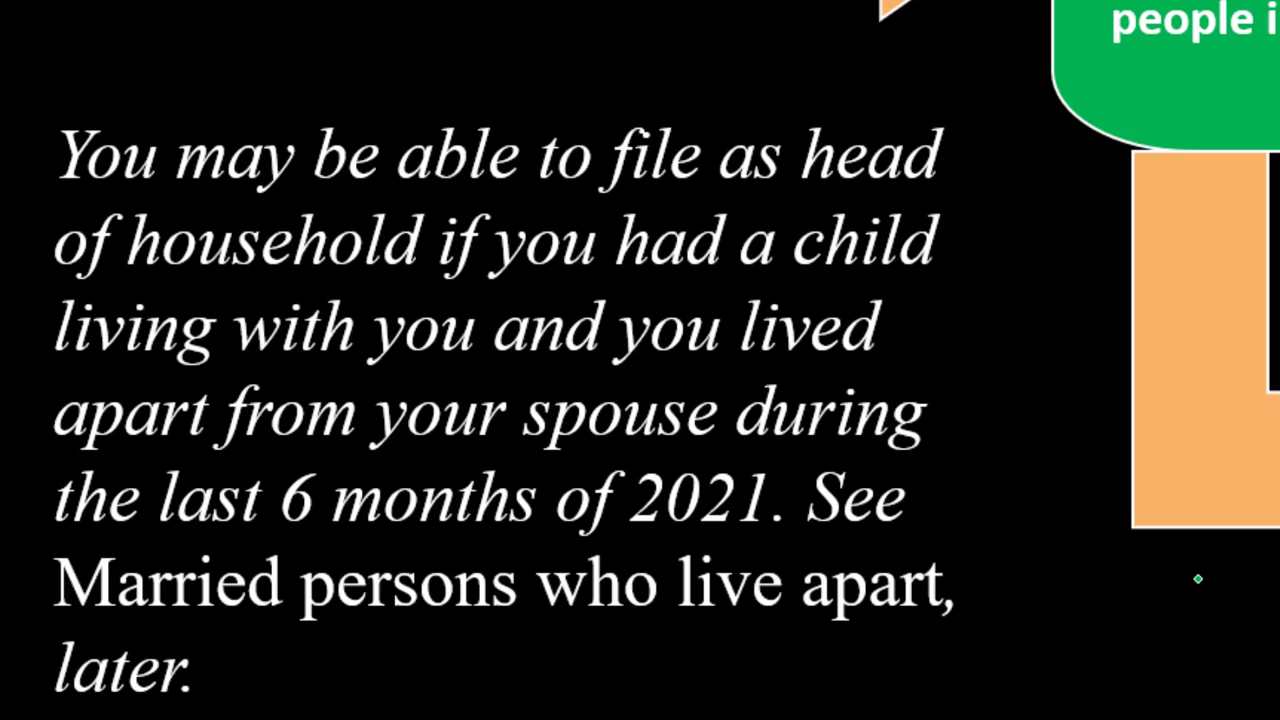 people i
You may be able to file as head
of household if you had a child
living with you and you lived
apart from your spouse during
the last 6 months of 2021. See
Married persons who live apart,
later.